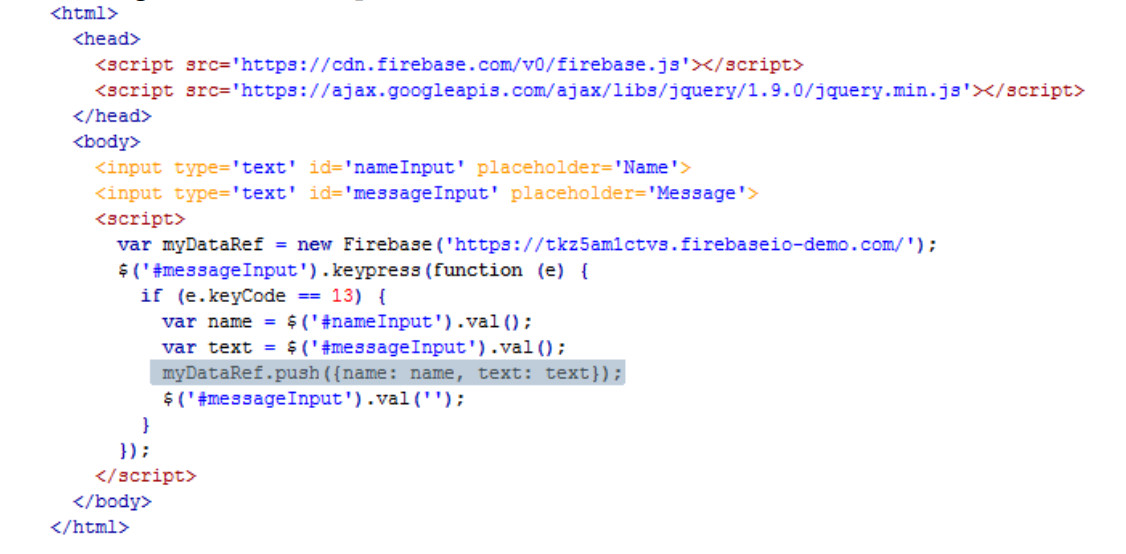 <html>
<head>
<script src='https://cdn.firebase.com/v0/firebase.js'></script>
<script src='https://ajax.googleapis.com/ajax/libs/jquery/1.9.0/jquery.min.js'></script>
</head>
<body>
<input type='text' id='nameInput' placeholder='Name'>
<input type='text' id='messageInput' placeholder='Message'>
<script>
var myDataRef = new Firebase('https://tkz5am1ctvs.firebaseio-demo.com/');
$('#messageInput').keypress(function (e) {
if (e.keyCode == 13) {
var name = $('#nameInput').val();
var text = $('#messageInput').val();
myDataRef.push({name: name, text: text});
$('#messageInput').val('');
}
});
</script>
</body>
</html>